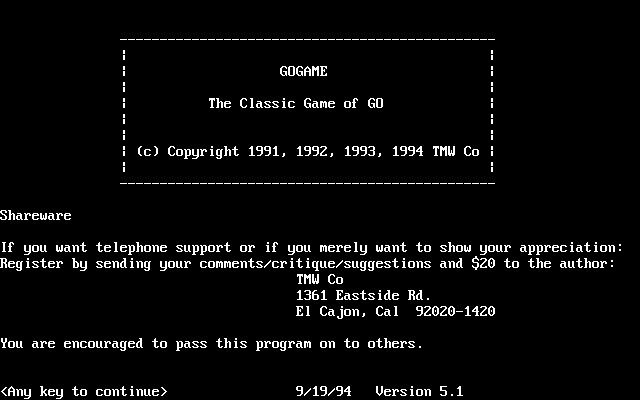 GOGAME
The Classic Game of GO
(c) Copyright 1991, 1992, 1993, 1994 TMW Co
Shareware
If you want telephone support or if you merely want to show your appreciation:
Register by sending your comments/critique/suggestions and $20 to the author:
TMW Co
1361 Eastside Rd.
El Cajon, Cal  92020-1420
You are encouraged to pass this program on to others.
<Any key to continue>                9/19/94   Version 5.1